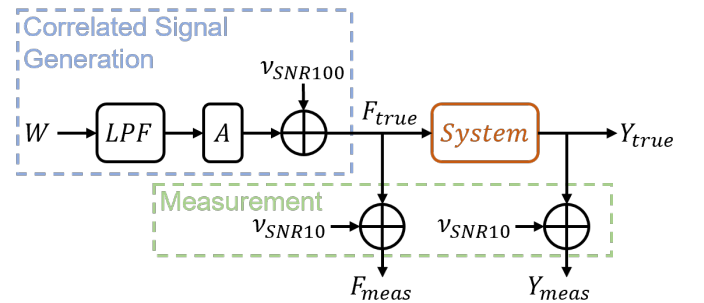 Correlated Signal
Generation
ν_SNR100
W
LPF
A
F_true
System
Y_true
Measurement
ν_SNR10
ν_SNR10
F_meas
Y_meas